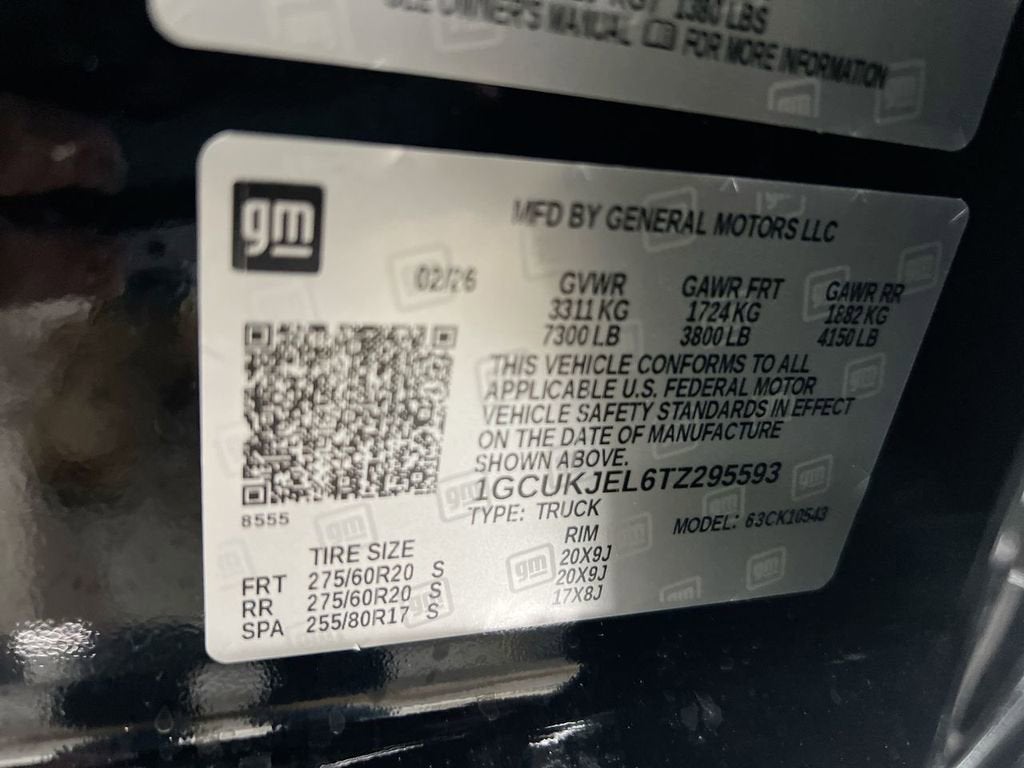 1380 LBS
OWNER'S MANUAL FOR MORE INFORMATION
gm
MFD BY GENERAL MOTORS LLC
02/26
GVWR GAWR FRT GAWR RR
3311 KG 1724 KG 1882 KG
7300 LB 3800 LB 4150 LB
THIS VEHICLE CONFORMS TO ALL
APPLICABLE U.S. FEDERAL MOTOR
VEHICLE SAFETY STANDARDS IN EFFECT
ON THE DATE OF MANUFACTURE
SHOWN ABOVE.
1GCUKJEL6TZ295593
TYPE: TRUCK MODEL: 63CK10543
8555
TIRE SIZE RIM
FRT 275/60R20 S 20X9J
RR 275/60R20 S 20X9J
SPA 255/80R17 S 17X8J